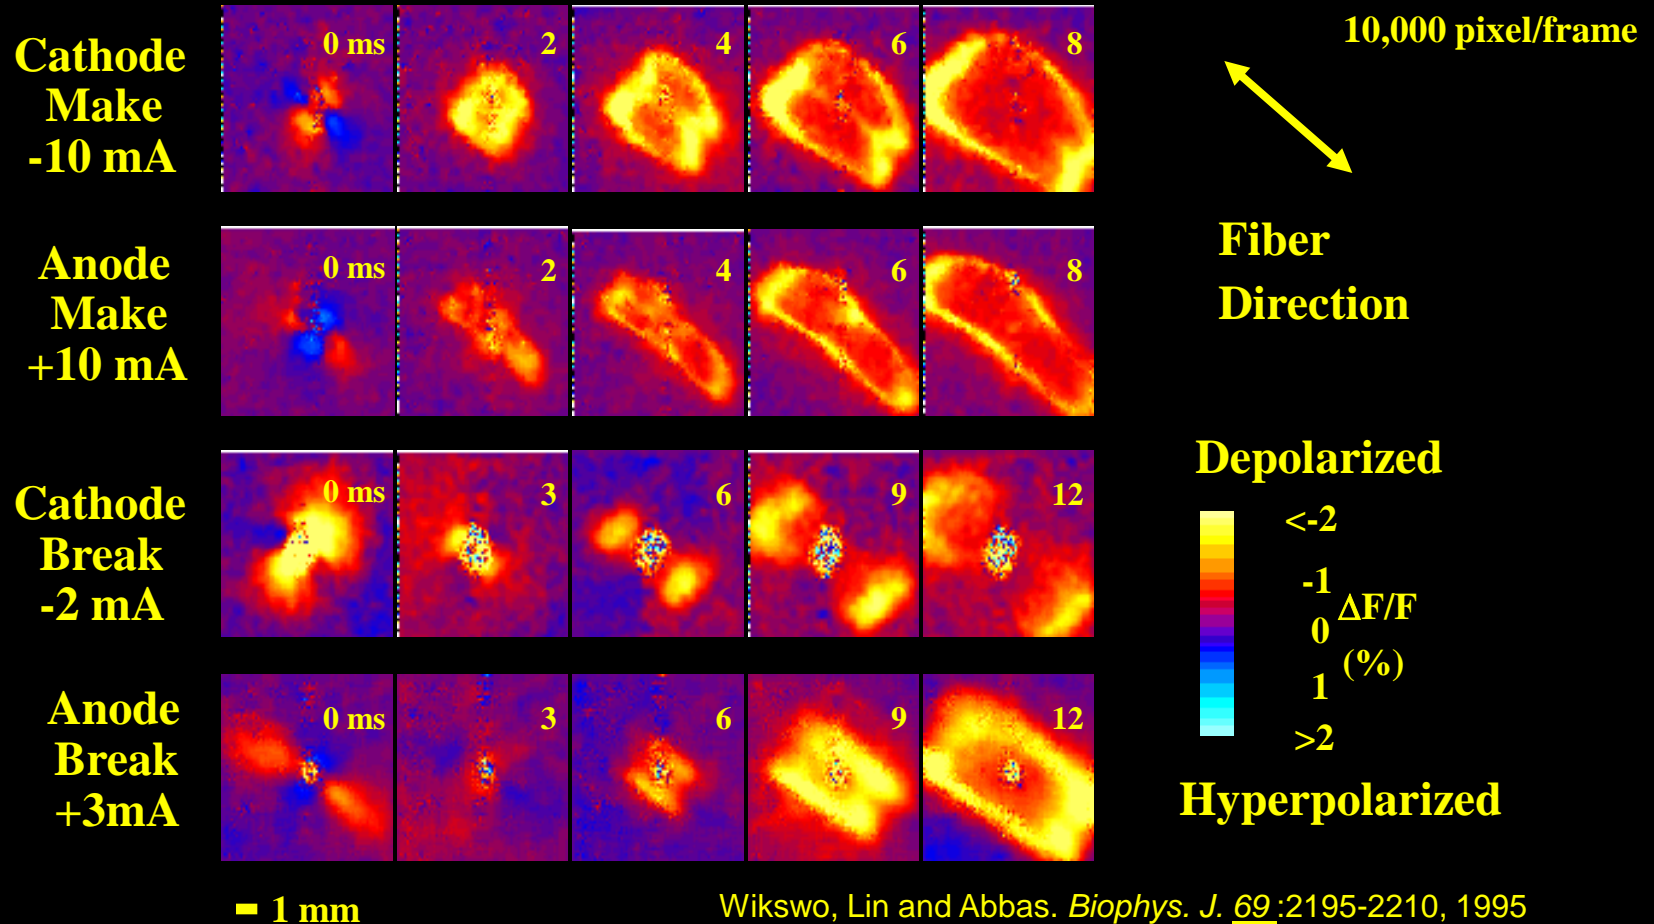 Cathode
Make
-10 mA
0 ms
2
4
6
8
10,000 pixel/frame
Anode
Make
+10 mA
0 ms
2
4
6
8
Fiber
Direction
Cathode
Break
-2 mA
0 ms
3
6
9
12
Depolarized
<-2
-1
ΔF/F
0
(%)
1
>2
Hyperpolarized
Anode
Break
+3mA
0 ms
3
6
9
12
1 mm
Wikswo, Lin and Abbas. Biophys. J. 69:2195-2210, 1995